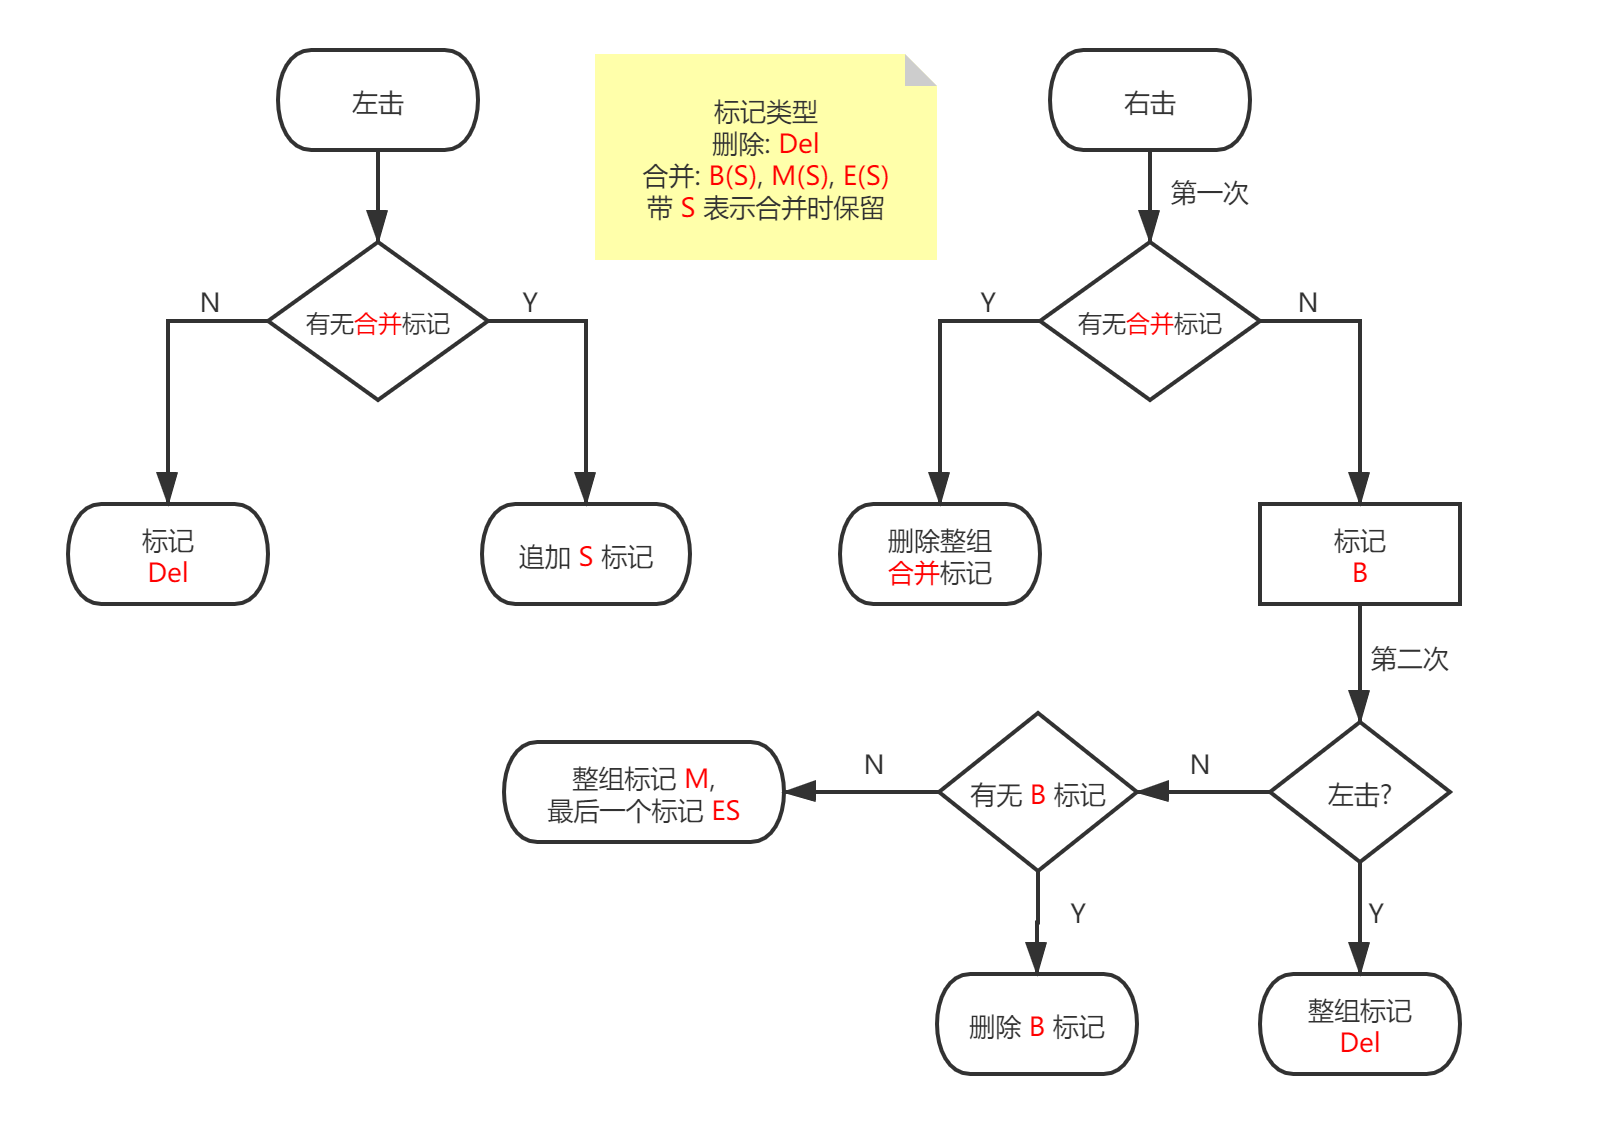 左击
标记类型
删除: Del
合并: B(S), M(S), E(S)
带 S 表示合并时保留
右击
第一次
N
有无合并标记
Y
Y
有无合并标记
N
标记
Del
追加 S 标记
删除整组
合并标记
标记
B
第二次
整组标记 M,
最后一个标记 ES
N
有无 B 标记
N
左击?
Y
Y
删除 B 标记
整组标记
Del